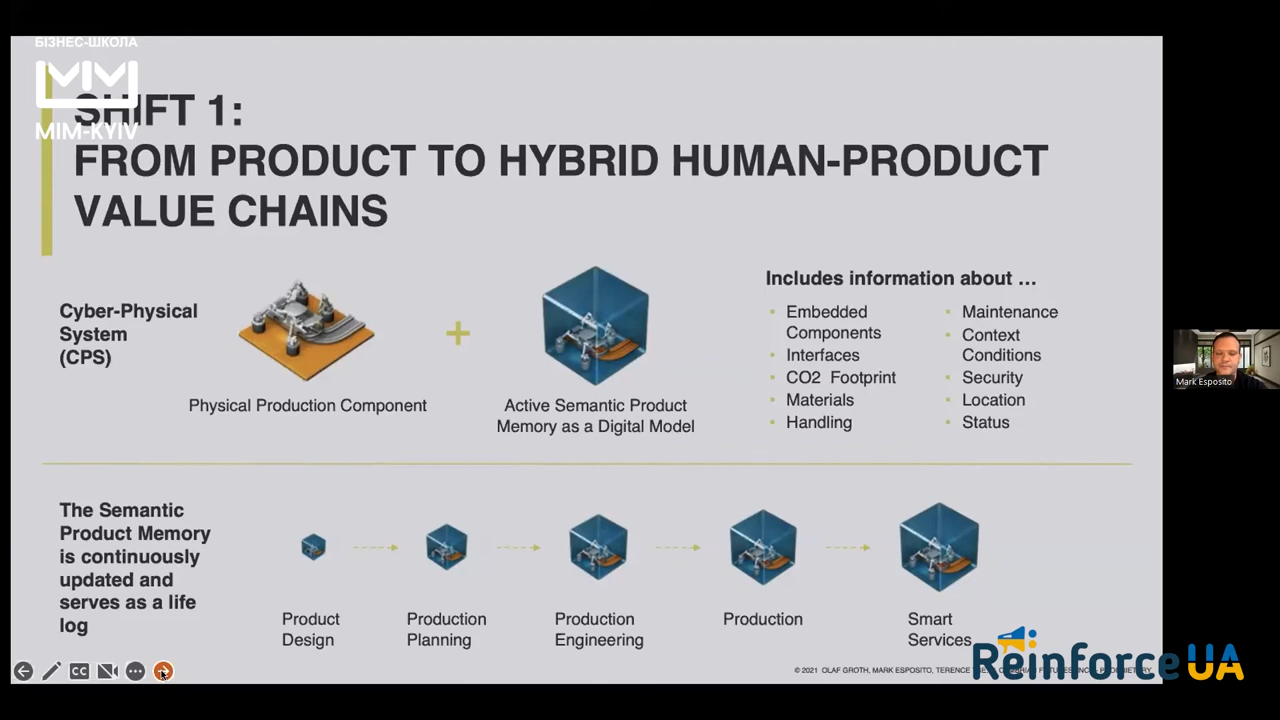 БІЗНЕС-ШКОЛА
MIM-KYIV
SHIFT 1:
FROM PRODUCT TO HYBRID HUMAN-PRODUCT
VALUE CHAINS
Cyber-Physical
System
(CPS)
Physical Production Component
+
Active Semantic Product
Memory as a Digital Model
Includes information about ...
• Embedded
Components
• Interfaces
• CO2 Footprint
• Materials
• Handling
• Maintenance
• Context
Conditions
• Security
• Location
• Status
Mark Esposito
The Semantic
Product Memory
is continuously
updated and
serves as a life
log
Product
Design
Production
Planning
Production
Engineering
Production
Smart
Services
CC
© 2021 OLAF GROTH, MARK ESPOSITO, TERENCE
ReinforceUA